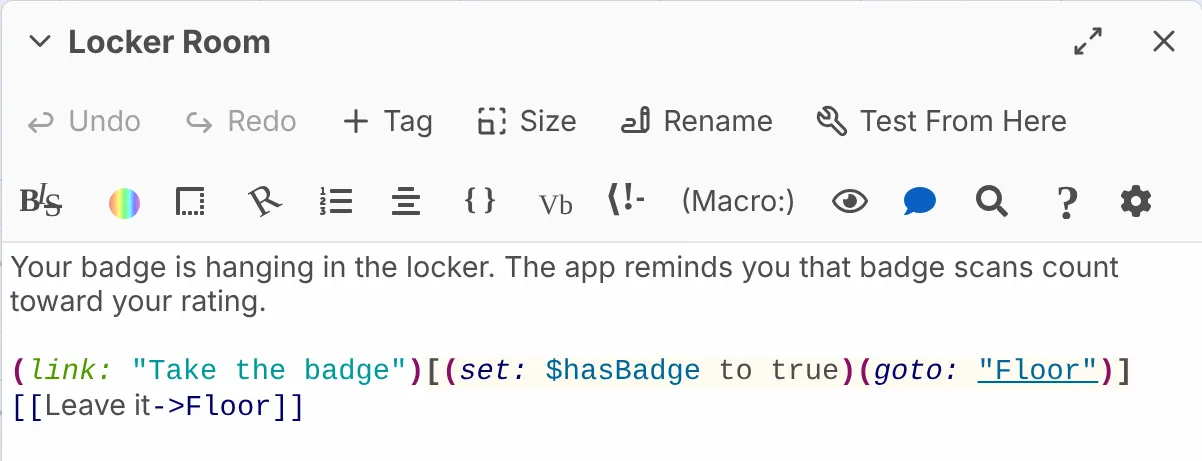 Locker Room
Undo Redo + Tag Size Rename Test From Here
BIS R { } Vb (!- (Macro:) ?
Your badge is hanging in the locker. The app reminds you that badge scans count
toward your rating.
(link: "Take the badge")[(set: $hasBadge to true)(goto: "Floor")]
[[Leave it->Floor]]